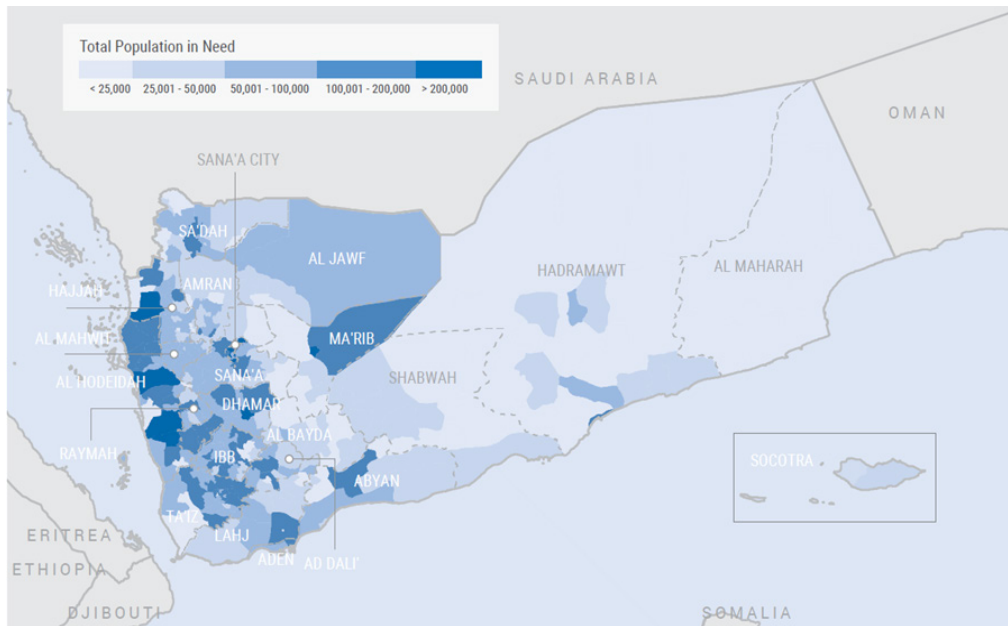 Total Population in Need
< 25,000 25,001 - 50,000 50,001 - 100,000 100,001 - 200,000 > 200,000
SAUDI ARABIA
OMAN
SANA'A CITY
SA'DAH
AL JAWF
HADRAMAWT
AL MAHARAH
HAJJAH
AMRAN
AL MAHWIT
MA'RIB
SANA'A
SHABWAH
AL HODEIDAH
DHAMAR
AL BAYDA
RAYMAH
IBB
ABYAN
SOCOTRA
TA'IZ
LAHJ
ERITREA
ADEN
AD DALI'
ETHIOPIA
DJIBOUTI
SOMALIA